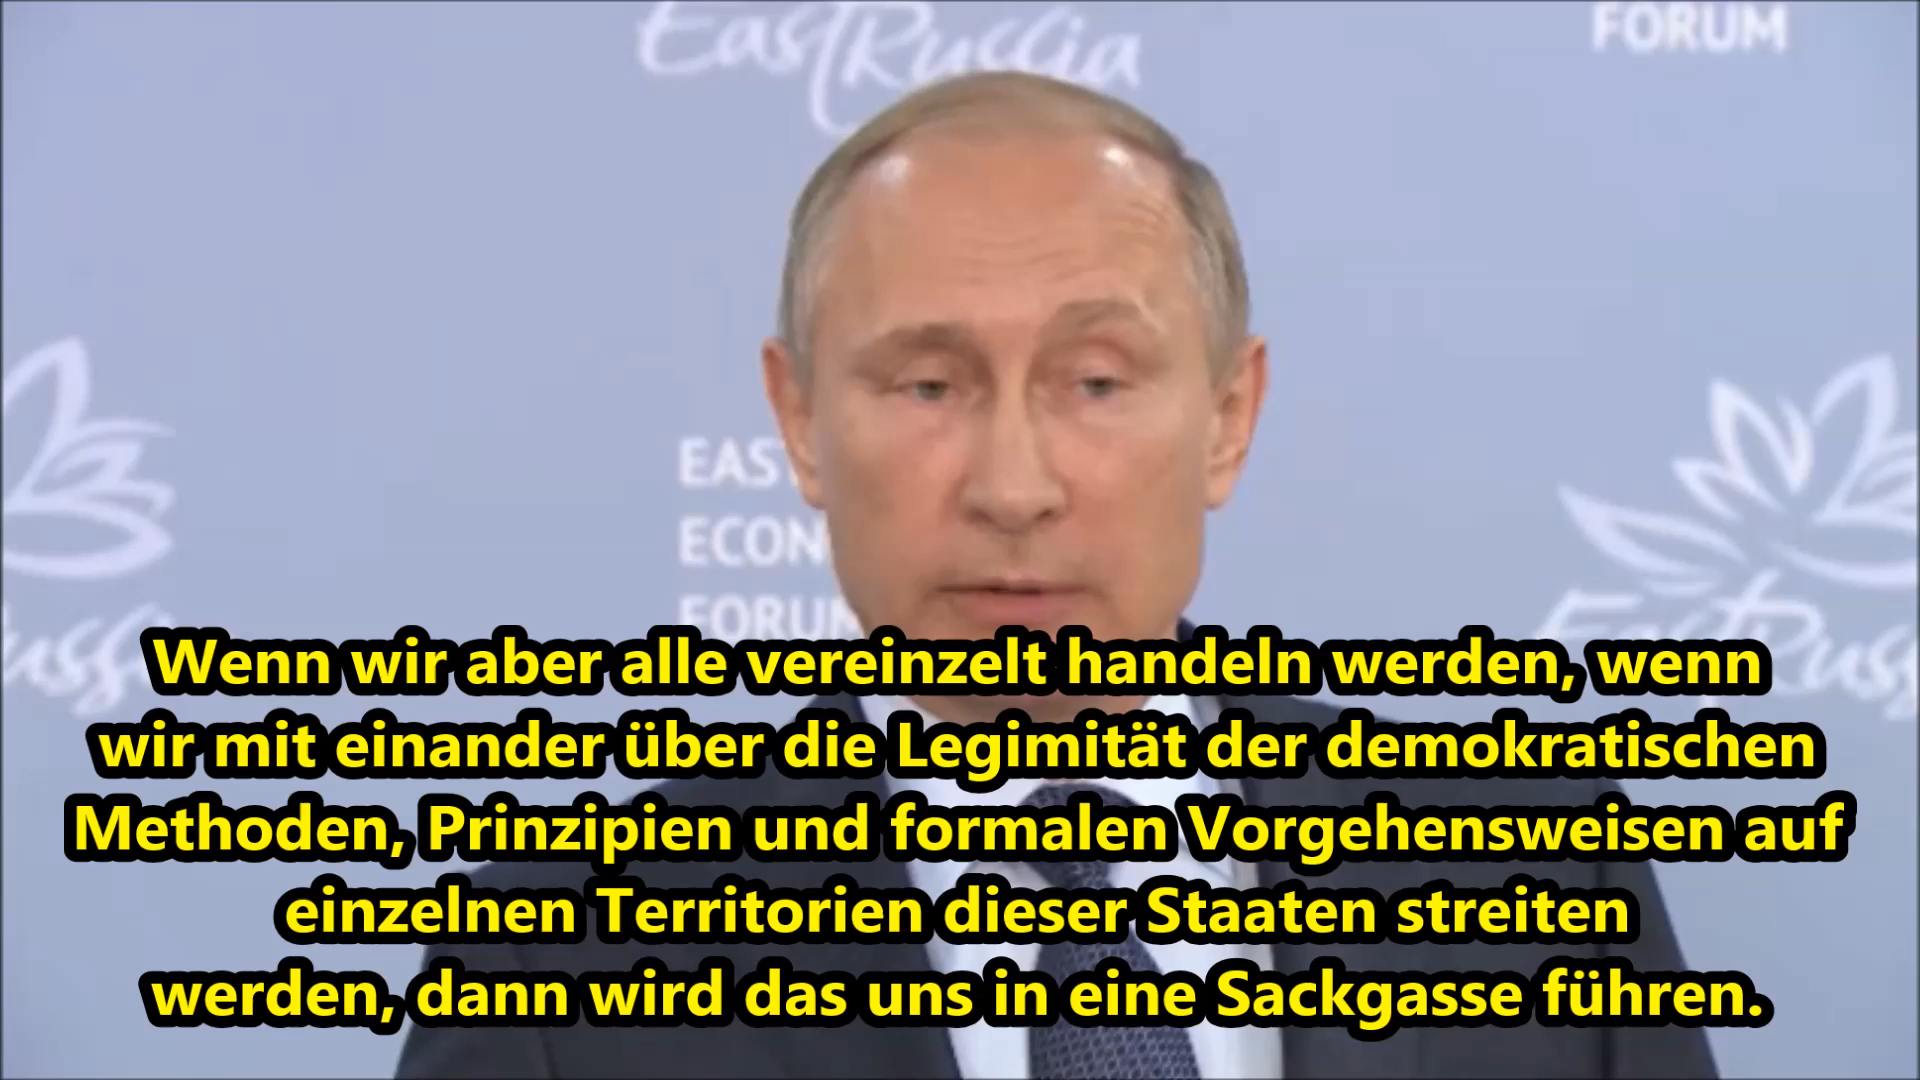 EastRussia
FORUM
EAST
ECON
FORUM
Wenn wir aber alle vereinzelt handeln werden, wenn
wir mit einander über die Legimität der demokratischen
Methoden, Prinzipien und formalen Vorgehensweisen auf
einzelnen Territorien dieser Staaten streiten
werden, dann wird das uns in eine Sackgasse führen.